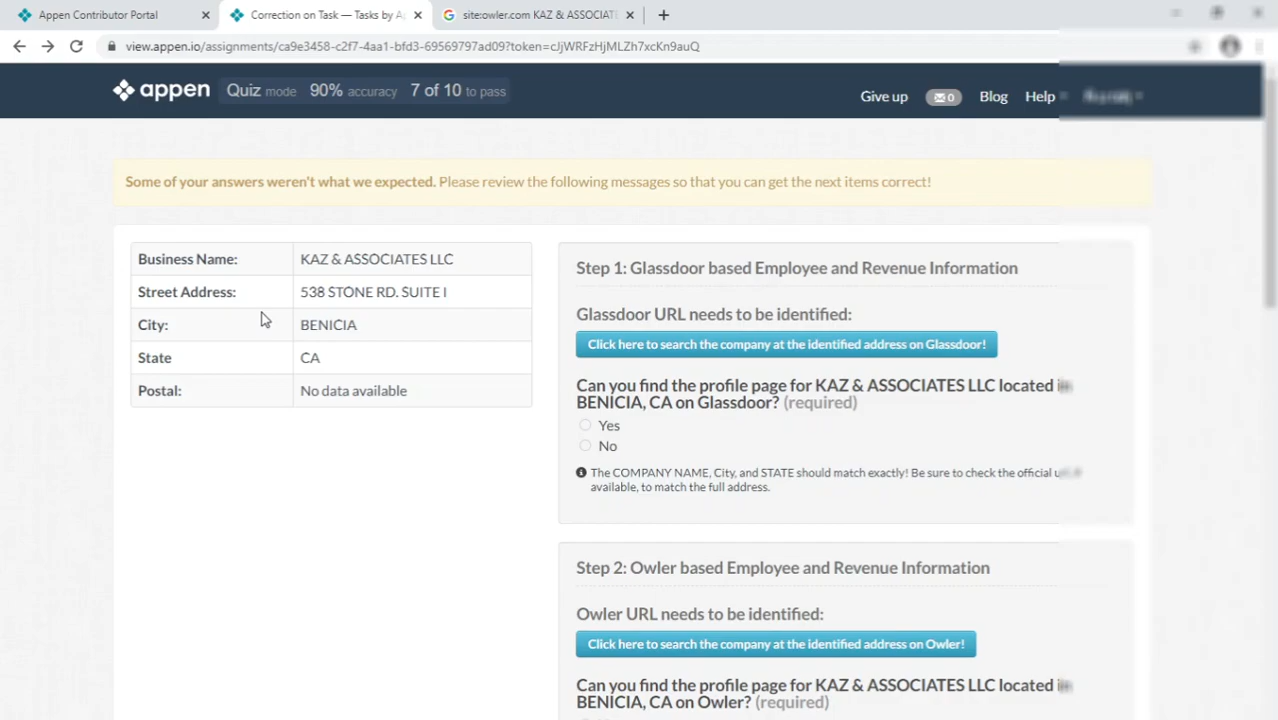 Appen Contributor Portal
Correction on Task — Tasks by A
site:owler.com KAZ & ASSOCIATE
view.appen.io/assignments/ca9e3458-c2f7-4aa1-bfd3-69569797ad09?token=cJjWRFzHjMLZh7xcKn9auQ
appen
Quiz mode 90% accuracy 7 of 10 to pass
Give up 0 Blog Help
Some of your answers weren't what we expected. Please review the following messages so that you can get the next items correct!
Business Name: KAZ & ASSOCIATES LLC
Street Address: 538 STONE RD. SUITE I
City: BENICIA
State CA
Postal: No data available
Step 1: Glassdoor based Employee and Revenue Information
Glassdoor URL needs to be identified:
Click here to search the company at the identified address on Glassdoor!
Can you find the profile page for KAZ & ASSOCIATES LLC located in
BENICIA, CA on Glassdoor? (required)
Yes
No
The COMPANY NAME, City, and STATE should match exactly! Be sure to check the official
available, to match the full address.
Step 2: Owler based Employee and Revenue Information
Owler URL needs to be identified:
Click here to search the company at the identified address on Owler!
Can you find the profile page for KAZ & ASSOCIATES LLC located in
BENICIA, CA on Owler? (required)